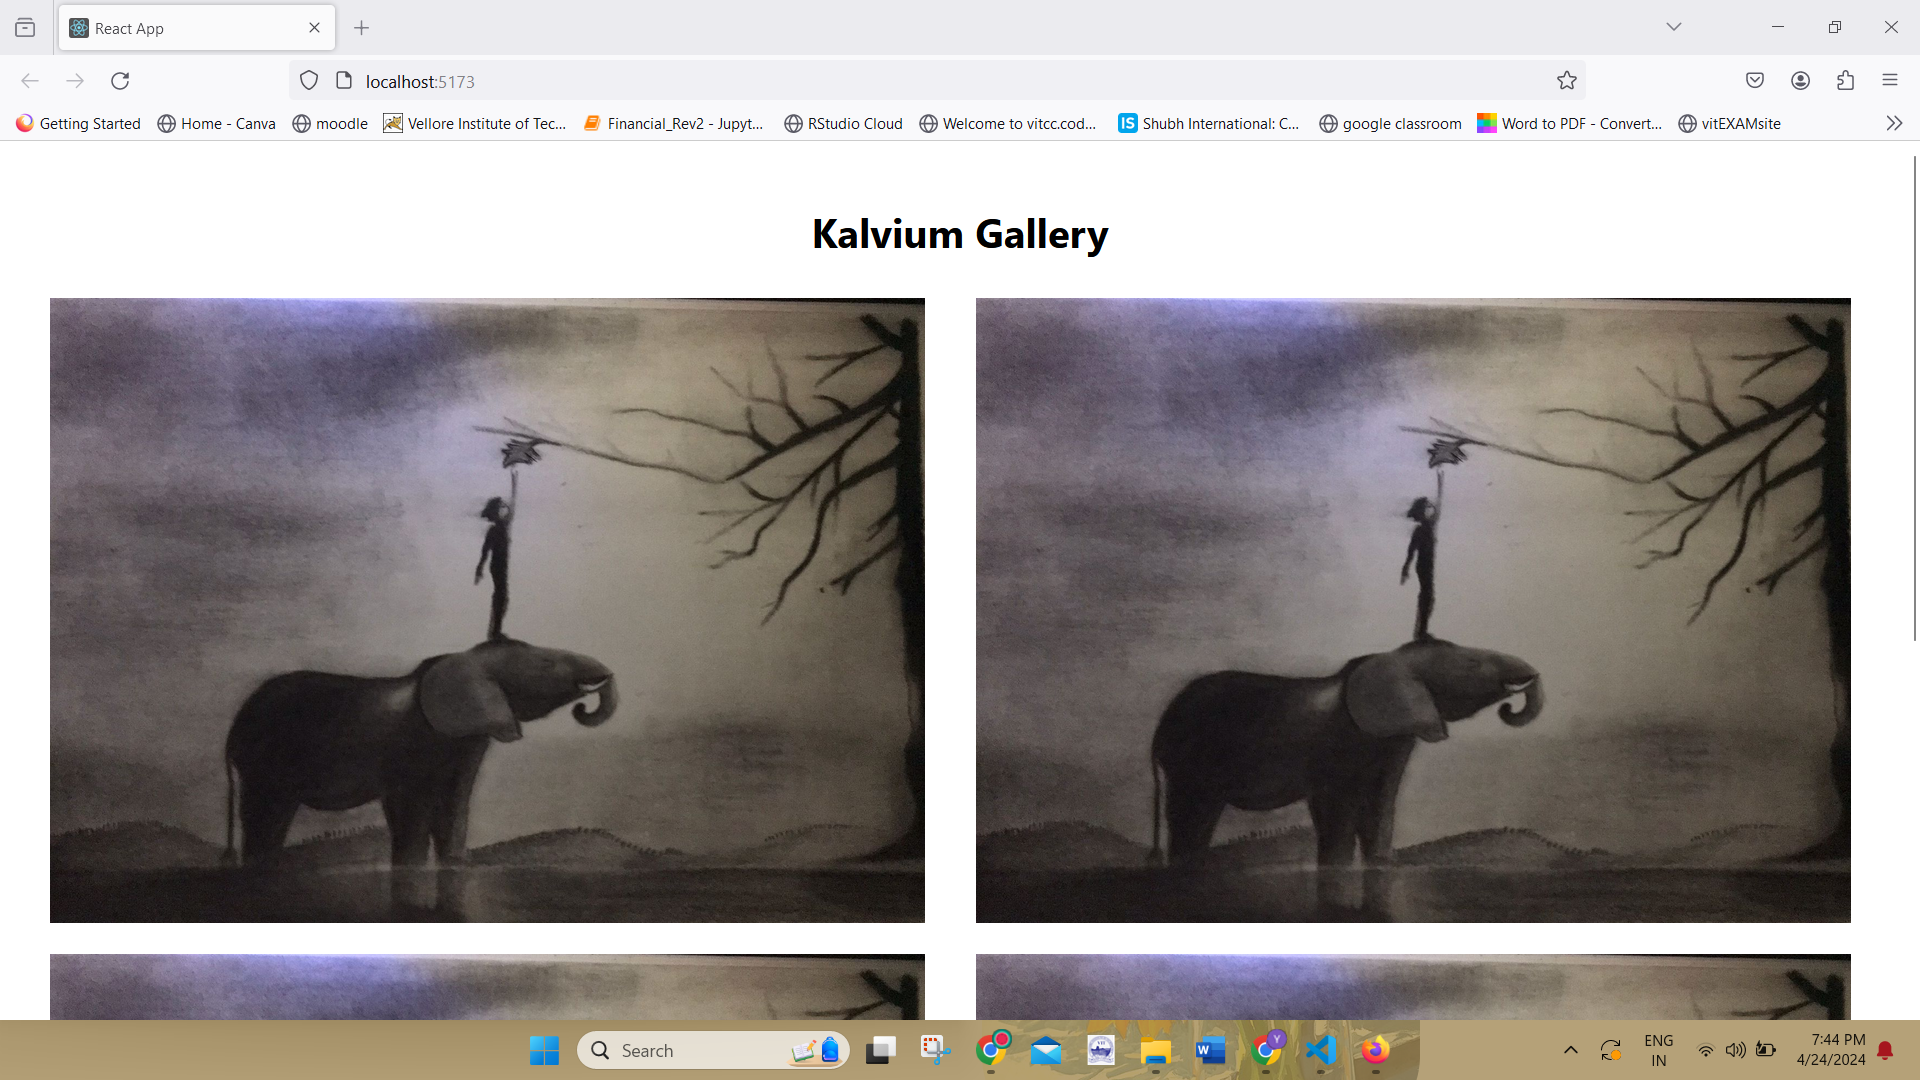 React App
localhost:5173
Getting Started Home - Canva moodle Vellore Institute of Tec... Financial_Rev2 - Jupyt... RStudio Cloud Welcome to vitcc.cod... IS Shubh International: C... google classroom Word to PDF - Convert... vitEXAMsite
Kalvium Gallery
Search
ENG
IN
7:44 PM
4/24/2024